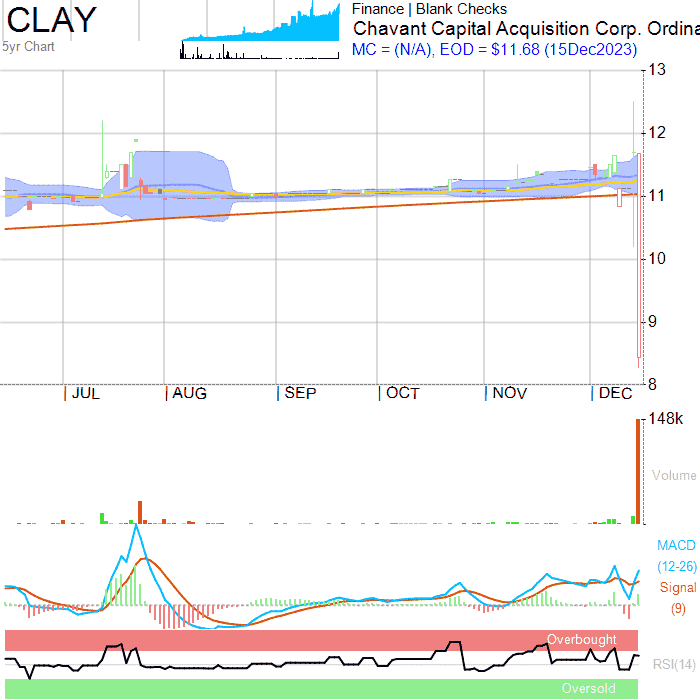 CLAY
5yr Chart
Finance | Blank Checks
Chavant Capital Acquisition Corp. Ordina
MC = (N/A), EOD = $11.68 (15Dec2023)
13
12
11
10
9
8
JUL AUG SEP OCT NOV DEC
148k
Volume
MACD
(12-26)
Signal
(9)
Overbought
RSI(14)
Oversold